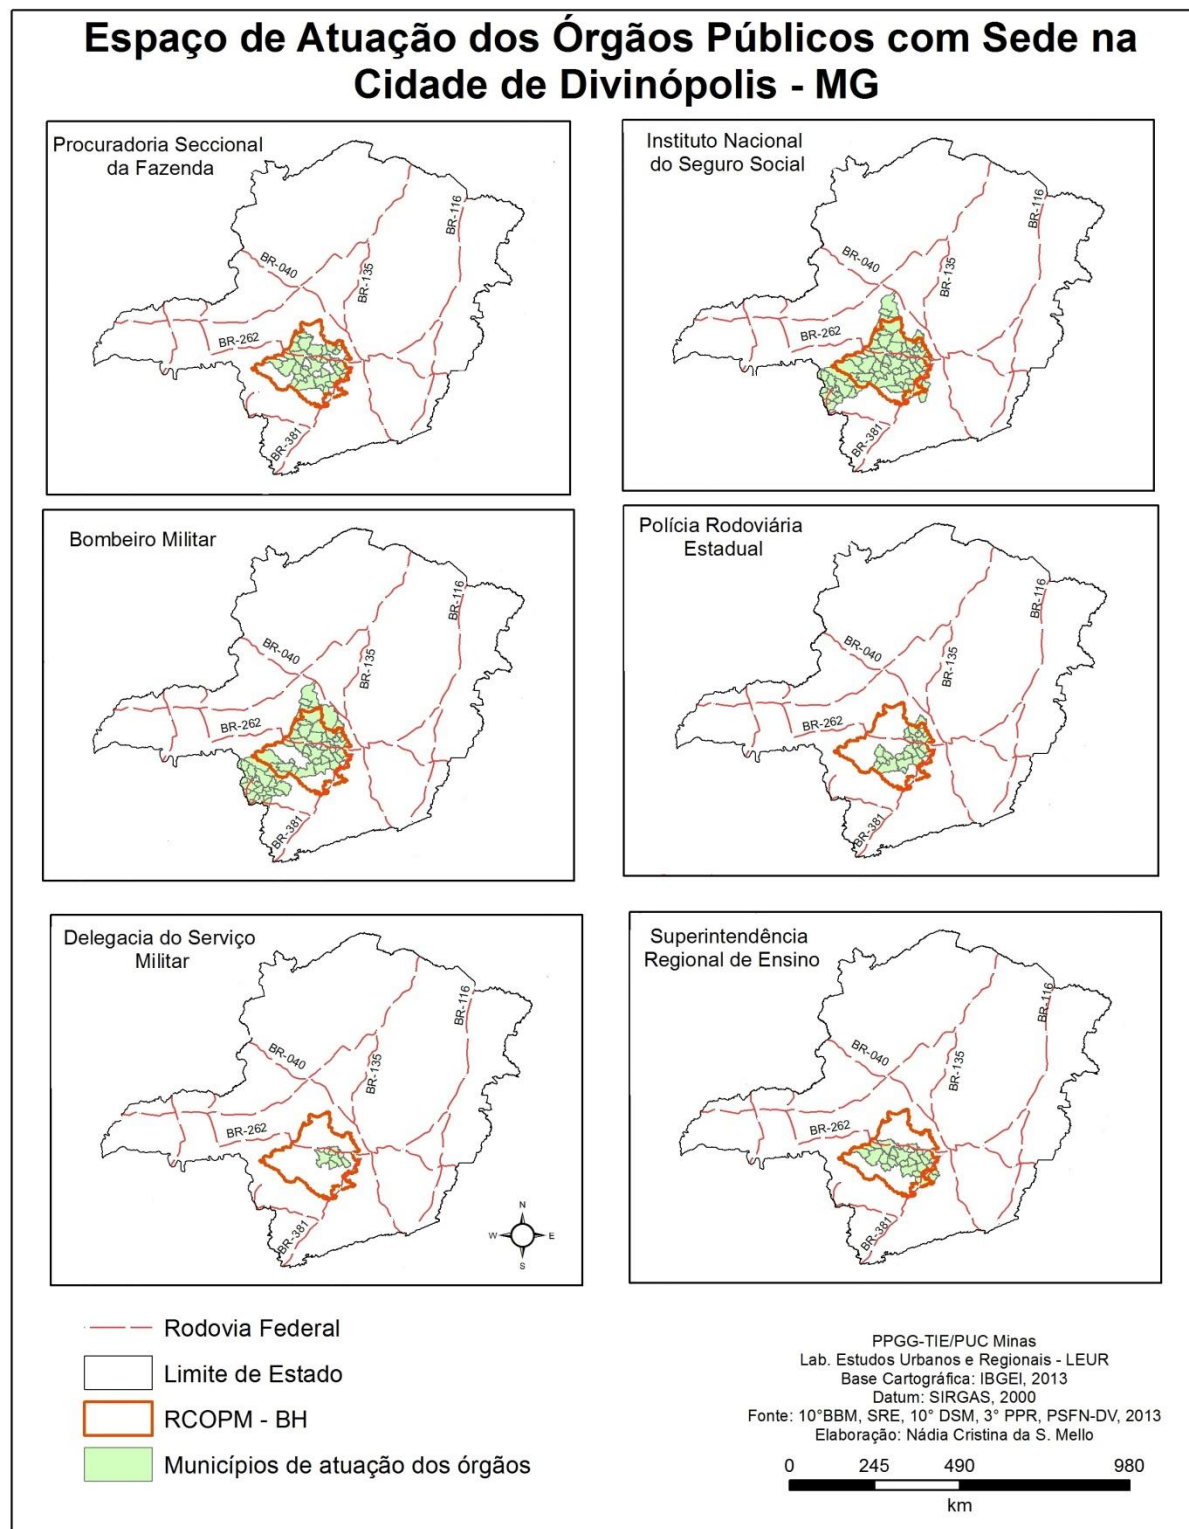 Espaço de Atuação dos Órgãos Públicos com Sede na
Cidade de Divinópolis - MG
Procuradoria Seccional
da Fazenda
BR-040
BR-135
BR-116
BR-262
BR-381
Instituto Nacional
do Seguro Social
BR-040
BR-135
BR-116
BR-262
BR-381
Bombeiro Militar
BR-040
BR-135
BR-116
BR-262
BR-381
Polícia Rodoviária
Estadual
BR-040
BR-135
BR-116
BR-262
BR-381
Delegacia do Serviço
Militar
BR-040
BR-135
BR-116
BR-262
BR-381
N
W
E
S
Superintendência
Regional de Ensino
BR-040
BR-135
BR-116
BR-262
BR-381
Rodovia Federal
Limite de Estado
RCOPM - BH
Municípios de atuação dos órgãos
PPGG-TIE/PUC Minas
Lab. Estudos Urbanos e Regionais - LEUR
Base Cartográfica: IBGEI, 2013
Datum: SIRGAS, 2000
Fonte: 10°BBM, SRE, 10° DSM, 3° PPR, PSFN-DV, 2013
Elaboração: Nádia Cristina da S. Mello
0 245 490 980
km